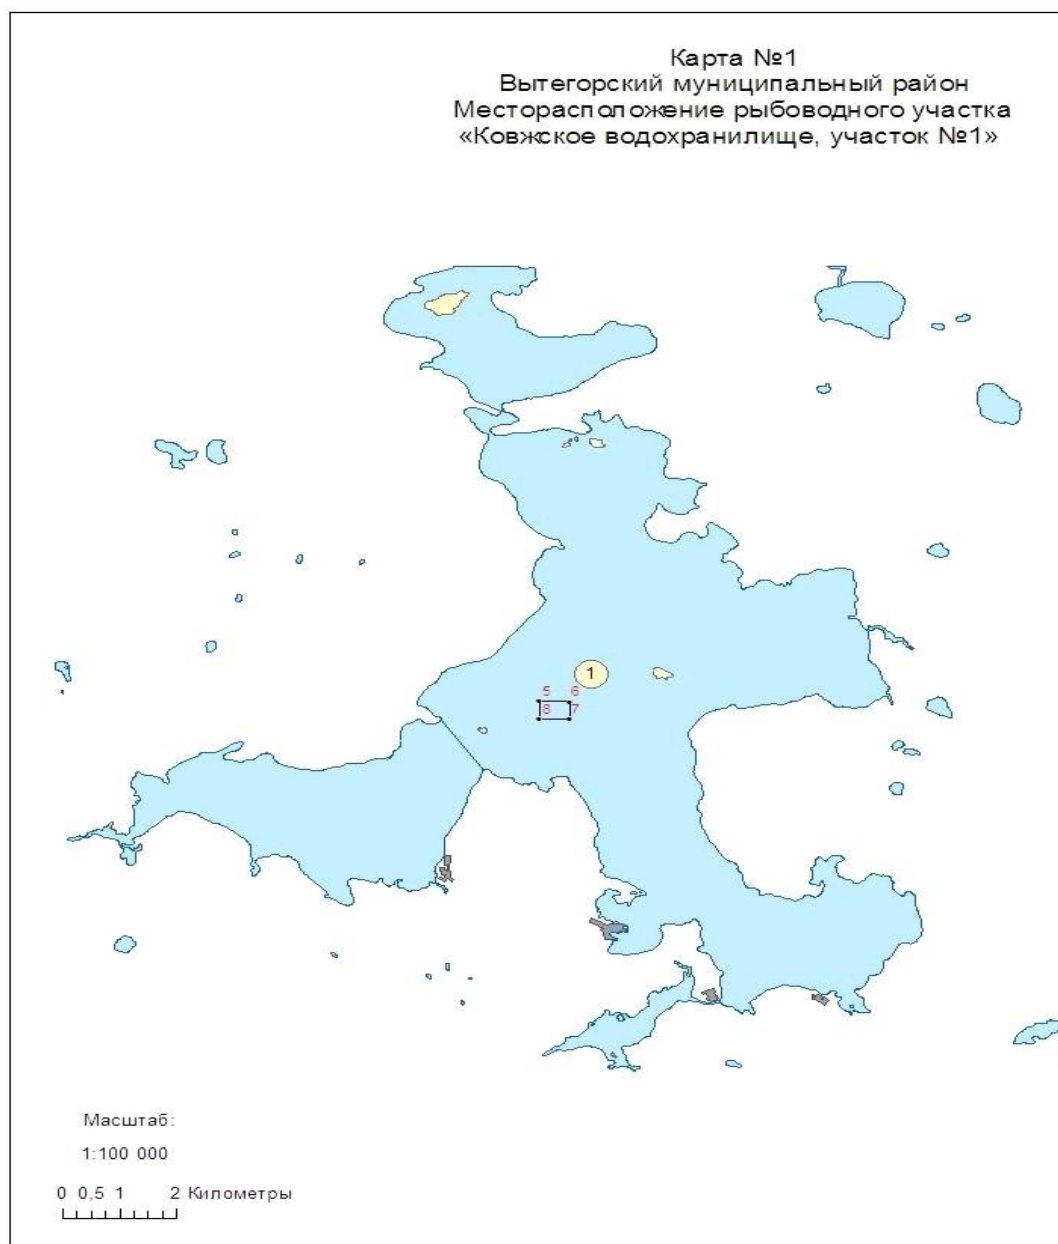 Карта №1
Вытегорский муниципальный район
Месторасположение рыбоводного участка
«Ковжское водохранилище, участок №1»
1
5 6
8 7
Масштаб:
1:100 000
0 0,5 1 2 Километры